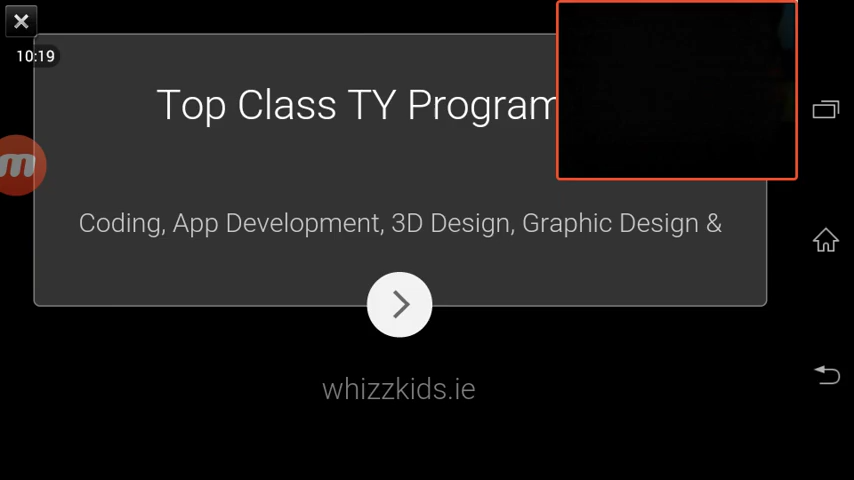 10:19
Top Class TY Program
m
Coding, App Development, 3D Design, Graphic Design &
whizzkids.ie